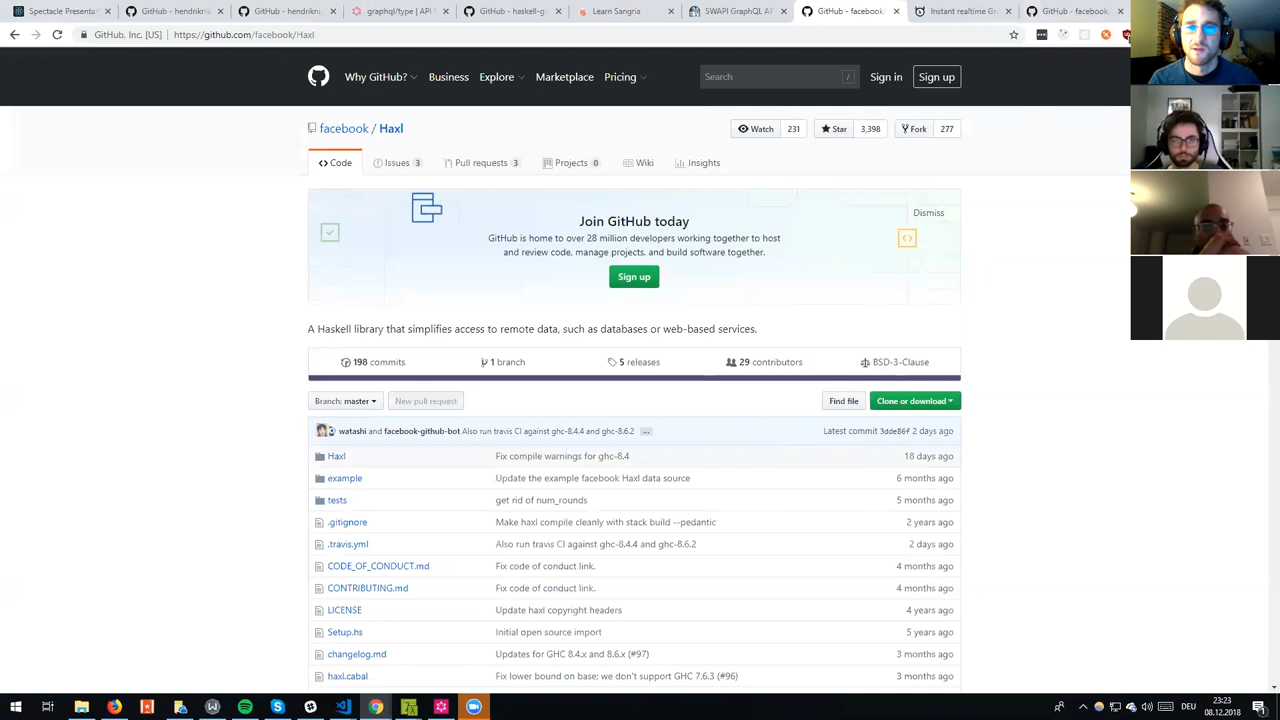 Spectacle Presentat
GitHub - hendrikni
GitHub - hendrikni
graphql/type | API
GitHub - haskell-g
Learn Sangria
SWAPI GraphQL AP
GitHub - facebook/
Instant realtime Gr
GitHub - facebook,
GitHub, Inc. [US] | https://github.com/facebook/Haxl
Why GitHub? Business Explore Marketplace Pricing
Search / Sign in Sign up
facebook / Haxl
Watch 231 Star 3,398 Fork 277
Code Issues 3 Pull requests 3 Projects 0 Wiki Insights
Join GitHub today
Dismiss
GitHub is home to over 28 million developers working together to host
and review code, manage projects, and build software together.
Sign up
A Haskell library that simplifies access to remote data, such as databases or web-based services.
198 commits 1 branch 5 releases 29 contributors BSD-3-Clause
Branch: master New pull request Find file Clone or download
watashi and facebook-github-bot Also run travis CI against ghc-8.4.4 and ghc-8.6.2 ... Latest commit 3dde86f 2 days ago
Haxl Fix compile warnings for ghc-8.4 18 days ago
example Update the example facebook Haxl data source 6 months ago
tests get rid of num_rounds 5 months ago
.gitignore Make haxl compile cleanly with stack build --pedantic 2 years ago
.travis.yml Also run travis CI against ghc-8.4.4 and ghc-8.6.2 2 days ago
CODE_OF_CONDUCT.md Fix code of conduct link. 4 months ago
CONTRIBUTING.md Fix code of conduct link. 4 months ago
LICENSE Update haxl copyright headers 4 years ago
Setup.hs Initial open source import 5 years ago
changelog.md Updates for GHC 8.4.x and 8.6.x (#97) 3 months ago
haxl.cabal Fix lower bound on base; we don't support GHC 7.6.3 (#96) 3 months ago
DEU
23:23
08.12.2018